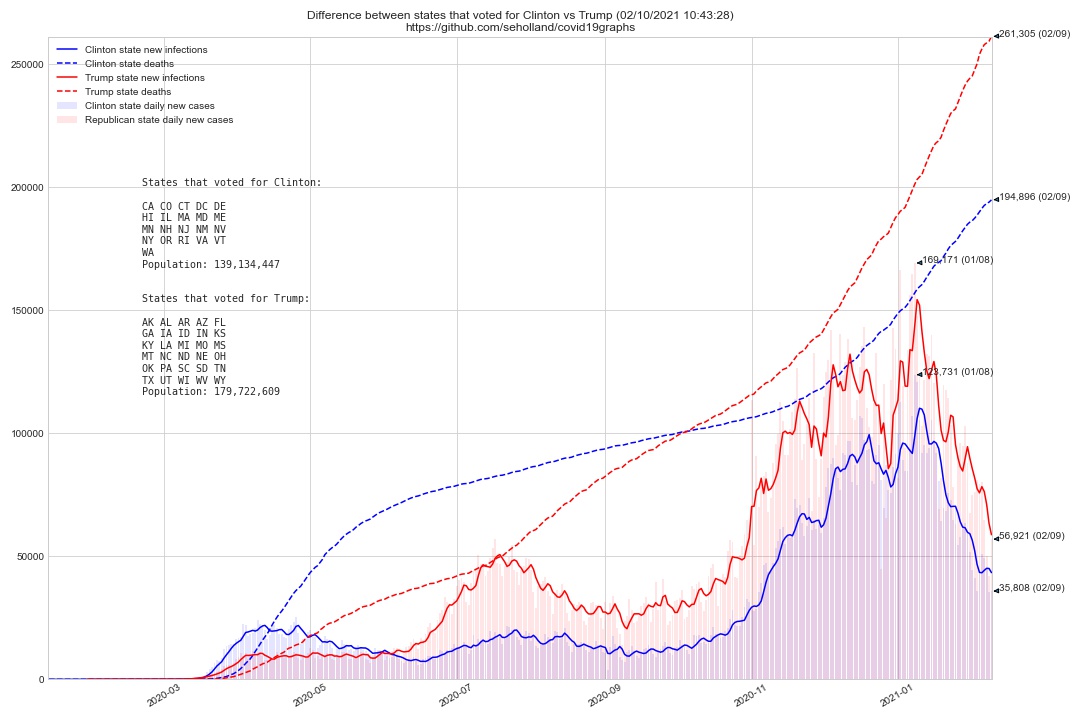 Difference between states that voted for Clinton vs Trump (02/10/2021 10:43:28)
https://github.com/seholland/covid19graphs
Clinton state new infections
Clinton state deaths
Trump state new infections
Trump state deaths
Clinton state daily new cases
Republican state daily new cases
States that voted for Clinton:
CA CO CT DC DE
HI IL MA MD ME
MN NH NJ NM NV
NY OR RI VA VT
WA
Population: 139,134,447
States that voted for Trump:
AK AL AR AZ FL
GA IA ID IN KS
KY LA MI MO MS
MT NC ND NE OH
OK PA SC SD TN
TX UT WI WV WY
Population: 179,722,609
261,305 (02/09)
194,896 (02/09)
169,171 (01/08)
123,731 (01/08)
56,921 (02/09)
35,808 (02/09)
250000
200000
150000
100000
50000
0
2020-03
2020-05
2020-07
2020-09
2020-11
2021-01